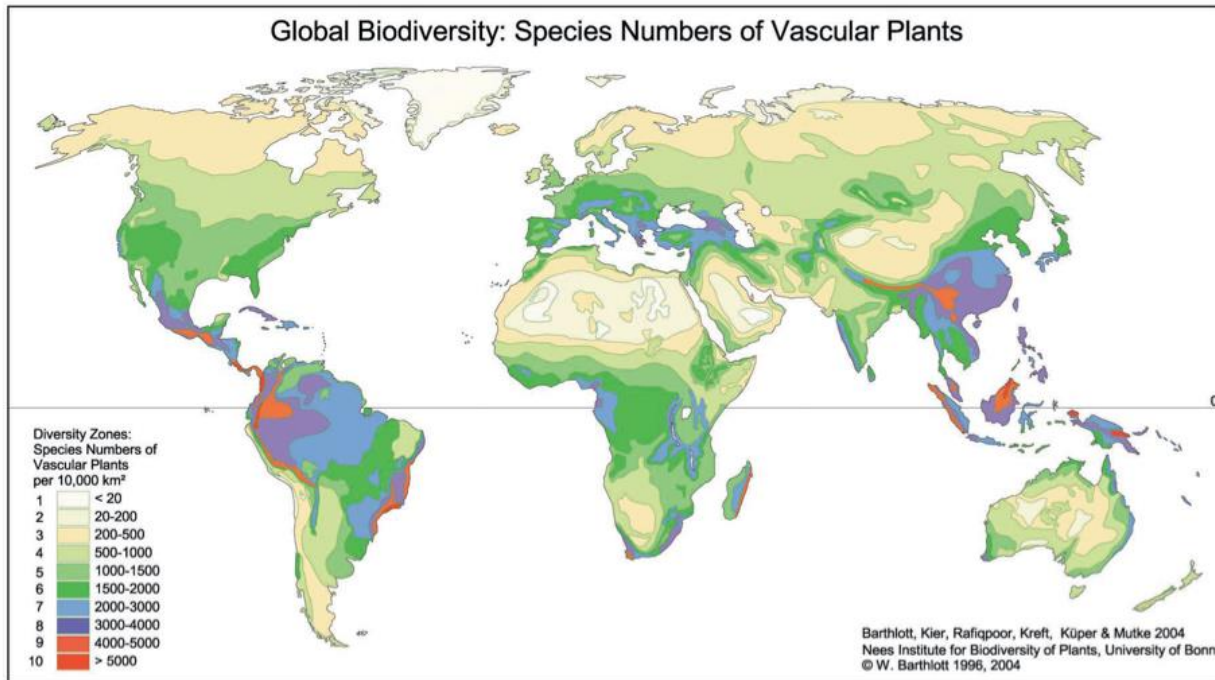 Global Biodiversity: Species Numbers of Vascular Plants
0
Diversity Zones:
Species Numbers of
Vascular Plants
per 10,000 km²
1 < 20
2 20-200
3 200-500
4 500-1000
5 1000-1500
6 1500-2000
7 2000-3000
8 3000-4000
9 4000-5000
10 > 5000
Barthlott, Kier, Rafiqpoor, Kreft, Küper & Mutke 2004
Nees Institute for Biodiversity of Plants, University of Bonn
© W. Barthlott 1996, 2004